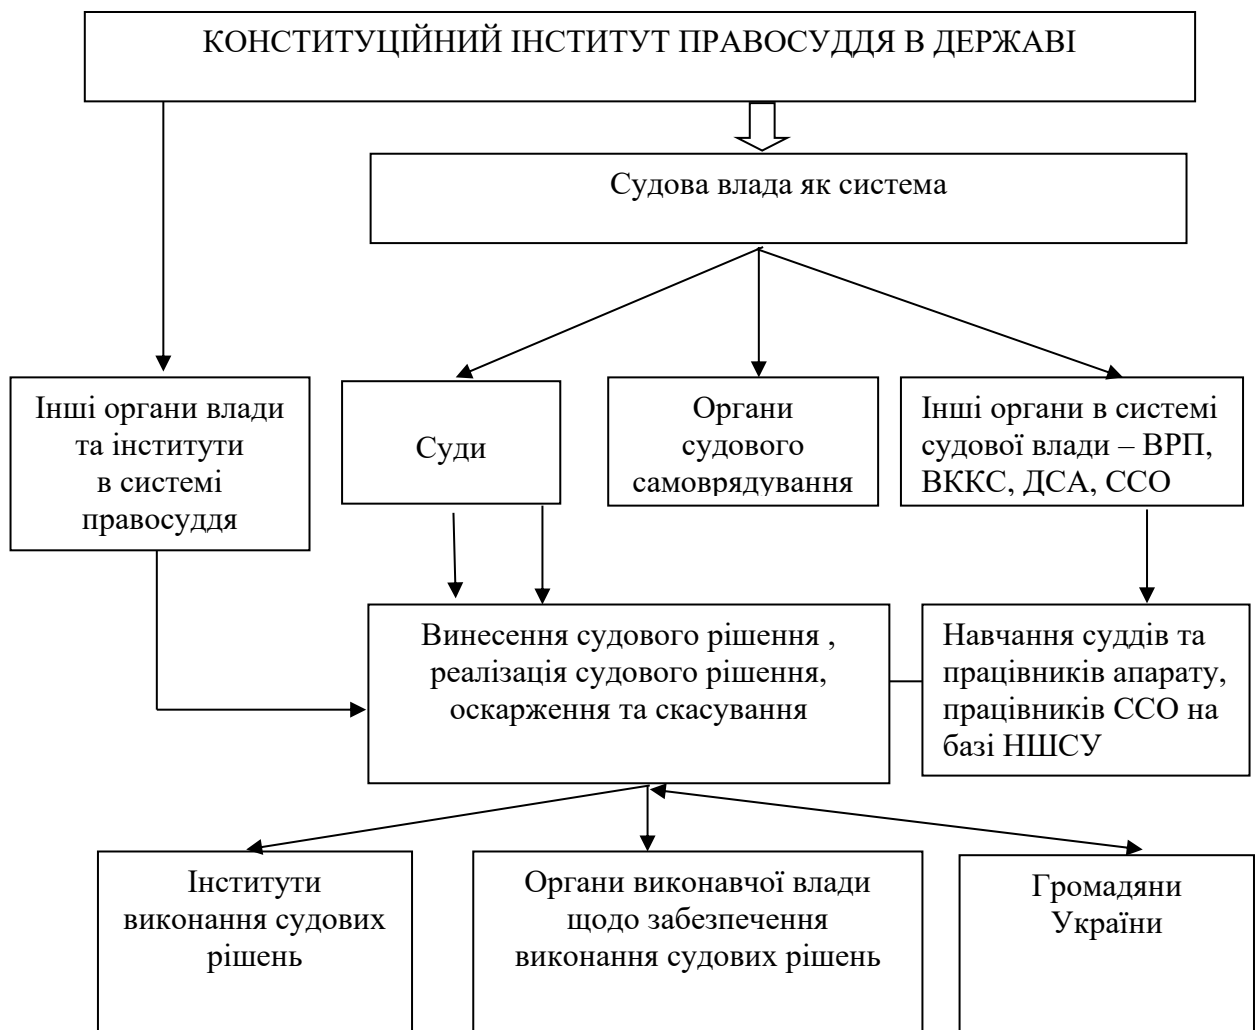 КОНСТИТУЦІЙНИЙ ІНСТИТУТ ПРАВОСУДДЯ В ДЕРЖАВІ
Судова влада як система
Інші органи влади
та інститути
в системі
правосуддя
Суди
Органи
судового
самоврядування
Інші органи в системі
судової влади – ВРП,
ВККС, ДСА, ССО
Винесення судового рішення ,
реалізація судового рішення,
оскарження та скасування
Навчання суддів та
працівників апарату,
працівників ССО на
базі НШСУ
Інститути
виконання судових
рішень
Органи виконавчої влади
щодо забезпечення
виконання судових рішень
Громадяни
України